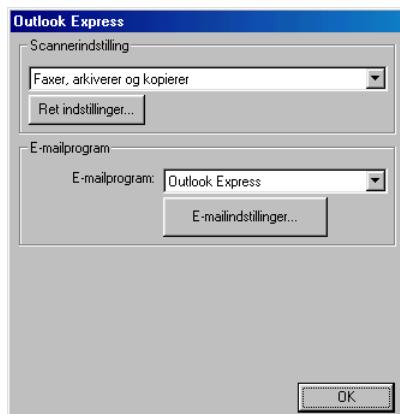 Outlook Express
Scannerindstilling
Faxer, arkiverer og kopierer
Ret indstillinger...
E-mailprogram
E-mailprogram: Outlook Express
E-mailindstillinger...
OK